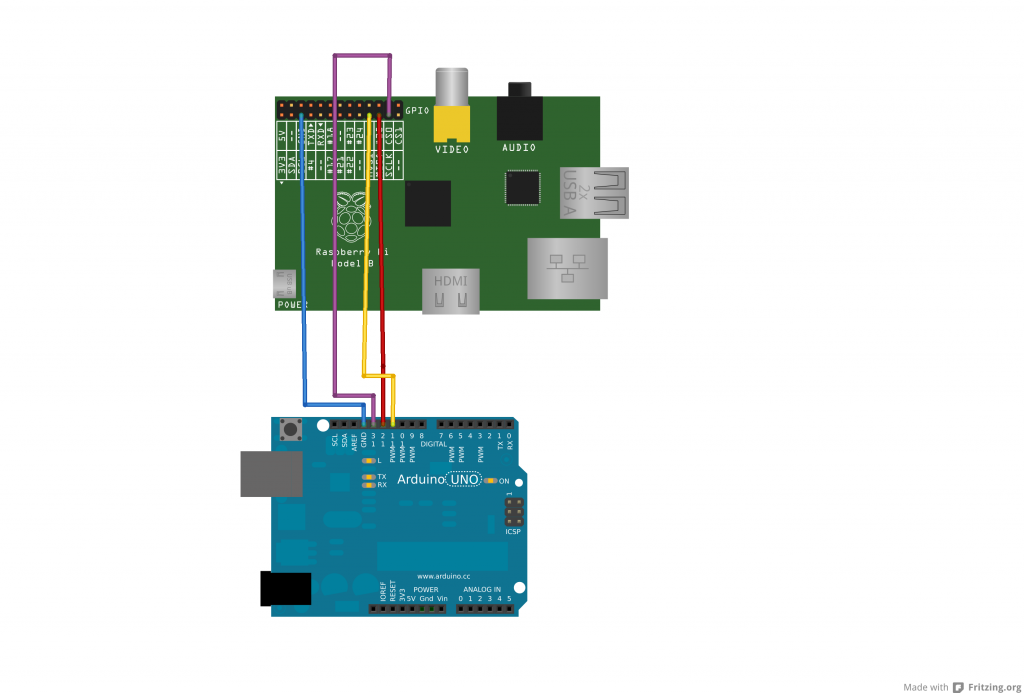 GPIO
5V
--
TXD▸
RXD◂
#18
--
#23
#24
CS0
CS1
3V3
SDA
#4
--
#17
#21
#22
--
SCLK
--
VIDEO
AUDIO
2x
USB A
Raspberry Pi
Model B
HDMI
POWER
SCL
SDA
AREF
GND
13
12
PWM 11
PWM 10
PWM 9
8
DIGITAL
7
PWM 6
PWM 5
4
PWM 3
2
TX 1
RX 0
L
TX
RX
Arduino UNO
ON
1
ICSP
www.arduino.cc
POWER
ANALOG IN
IOREF
RESET
3V3
5V Gnd Vin
0 1 2 3 4 5
Made with Fritzing.org